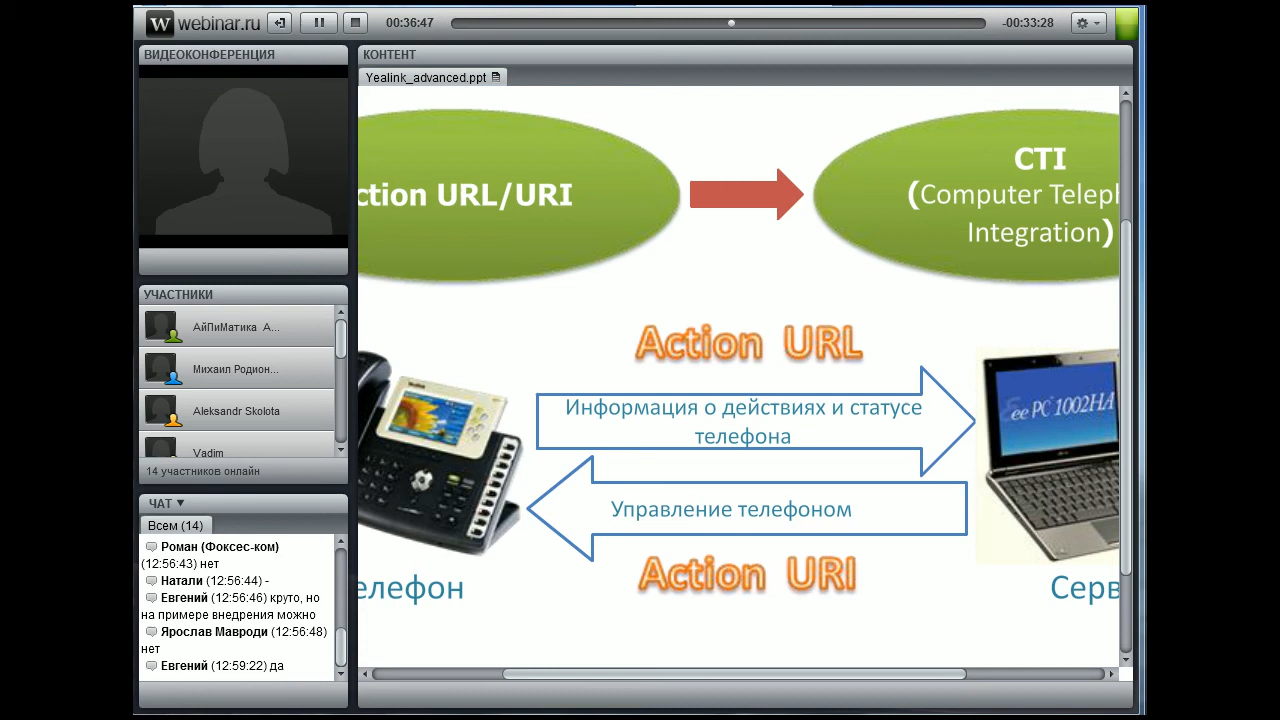 W webinar.ru
00:36:47
-00:33:28
ВИДЕОКОНФЕРЕНЦИЯ
УЧАСТНИКИ
АйПиМатика А...
Михаил Родион...
Aleksandr Skolota
Vadim
14 участников онлайн
ЧАТ
Всем (14)
Роман (Фоксес-ком)
(12:56:43) нет
Натали (12:56:44) -
Евгений (12:56:46) круто, но
на примере внедрения можно
Ярослав Мавроди (12:56:48)
нет
Евгений (12:59:22) да
КОНТЕНТ
Yealink_advanced.ppt
ction URL/URI
CTI
(Computer Teleph
Integration)
Action URL
Информация о действиях и статусе
телефона
Ee PC 1002HA
Управление телефоном
Action URI
елефон
Серв